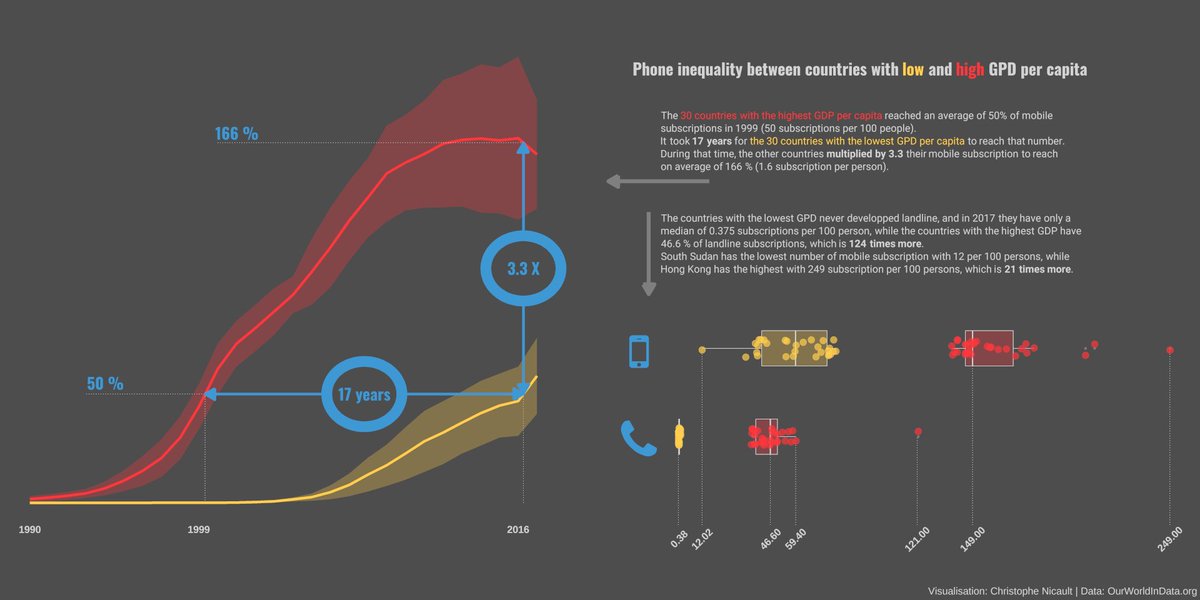 Phone inequality between countries with low and high GPD per capita
The 30 countries with the highest GDP per capita reached an average of 50% of mobile
subscriptions in 1999 (50 subscriptions per 100 people).
It took 17 years for the 30 countries with the lowest GDP per capita to reach that number.
During that time, the other countries multiplied by 3.3 their mobile subscription to reach
on average of 166 % (1.6 subscription per person).
The countries with the lowest GPD never developped landline, and in 2017 they have only a
median of 0.375 subscriptions per 100 person, while the countries with the highest GDP have
46.6 % of landline subscriptions, which is 124 times more.
South Sudan has the lowest number of mobile subscription with 12 per 100 persons, while
Hong Kong has the highest with 249 subscription per 100 persons, which is 21 times more.
166 %
3.3 X
50 %
17 years
1990
1999
2016
0.38
12.02
46.60
59.40
121.00
149.00
249.00
Visualisation: Christophe Nicault | Data: OurWorldInData.org